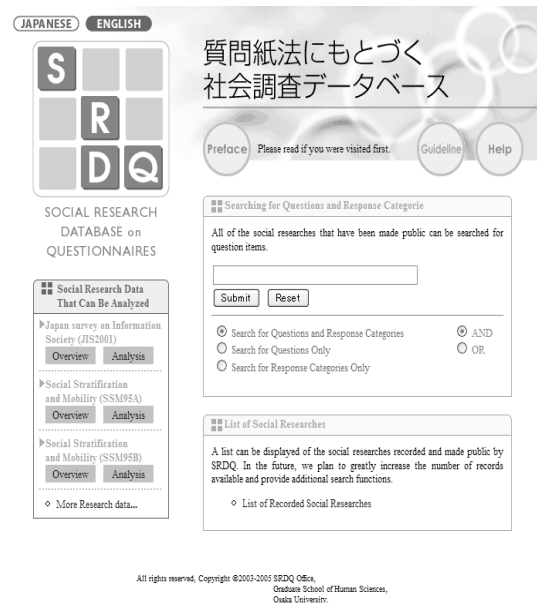 JAPANESE ENGLISH
S
R
D Q
SOCIAL RESEARCH
DATABASE on
QUESTIONNAIRES
質問紙法にもとづく
社会調査データベース
Preface Please read if you were visited first. Guideline Help
Social Research Data
That Can Be Analyzed
Japan survey on Information
Society (JIS2001)
Overview Analysis
Social Stratification
and Mobility (SSM95A)
Overview Analysis
Social Stratification
and Mobility (SSM95B)
Overview Analysis
More Research data...
Searching for Questions and Response Categorie
All of the social researches that have been made public can be searched for
question items.
Submit Reset
Search for Questions and Response Categories AND
Search for Questions Only OR
Search for Response Categories Only
List of Social Researches
A list can be displayed of the social researches recorded and made public by
SRDQ. In the future, we plan to greatly increase the number of records
available and provide additional search functions.
List of Recorded Social Researches
All rights reserved, Copyright ©2003-2005 SRDQ Office,
Graduate School of Human Sciences,
Osaka University.